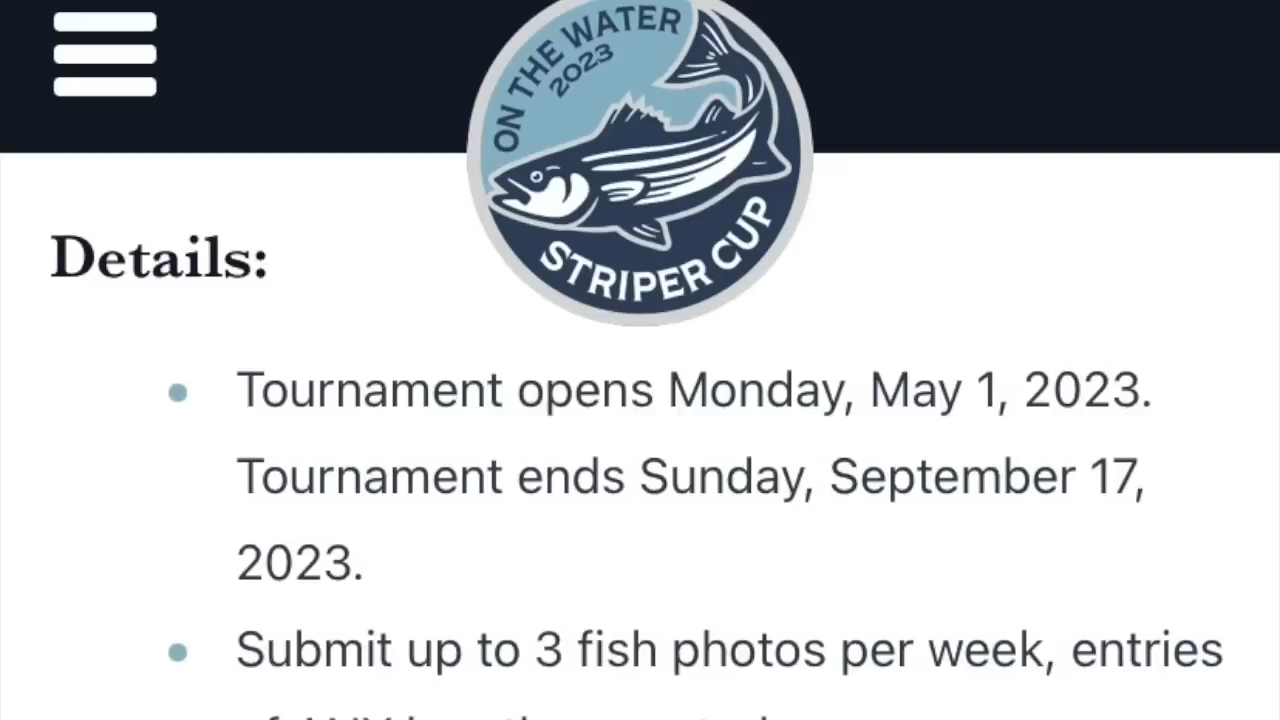 ON THE WATER
2023
STRIPER CUP
Details:
Tournament opens Monday, May 1, 2023.
Tournament ends Sunday, September 17,
2023.
Submit up to 3 fish photos per week, entries